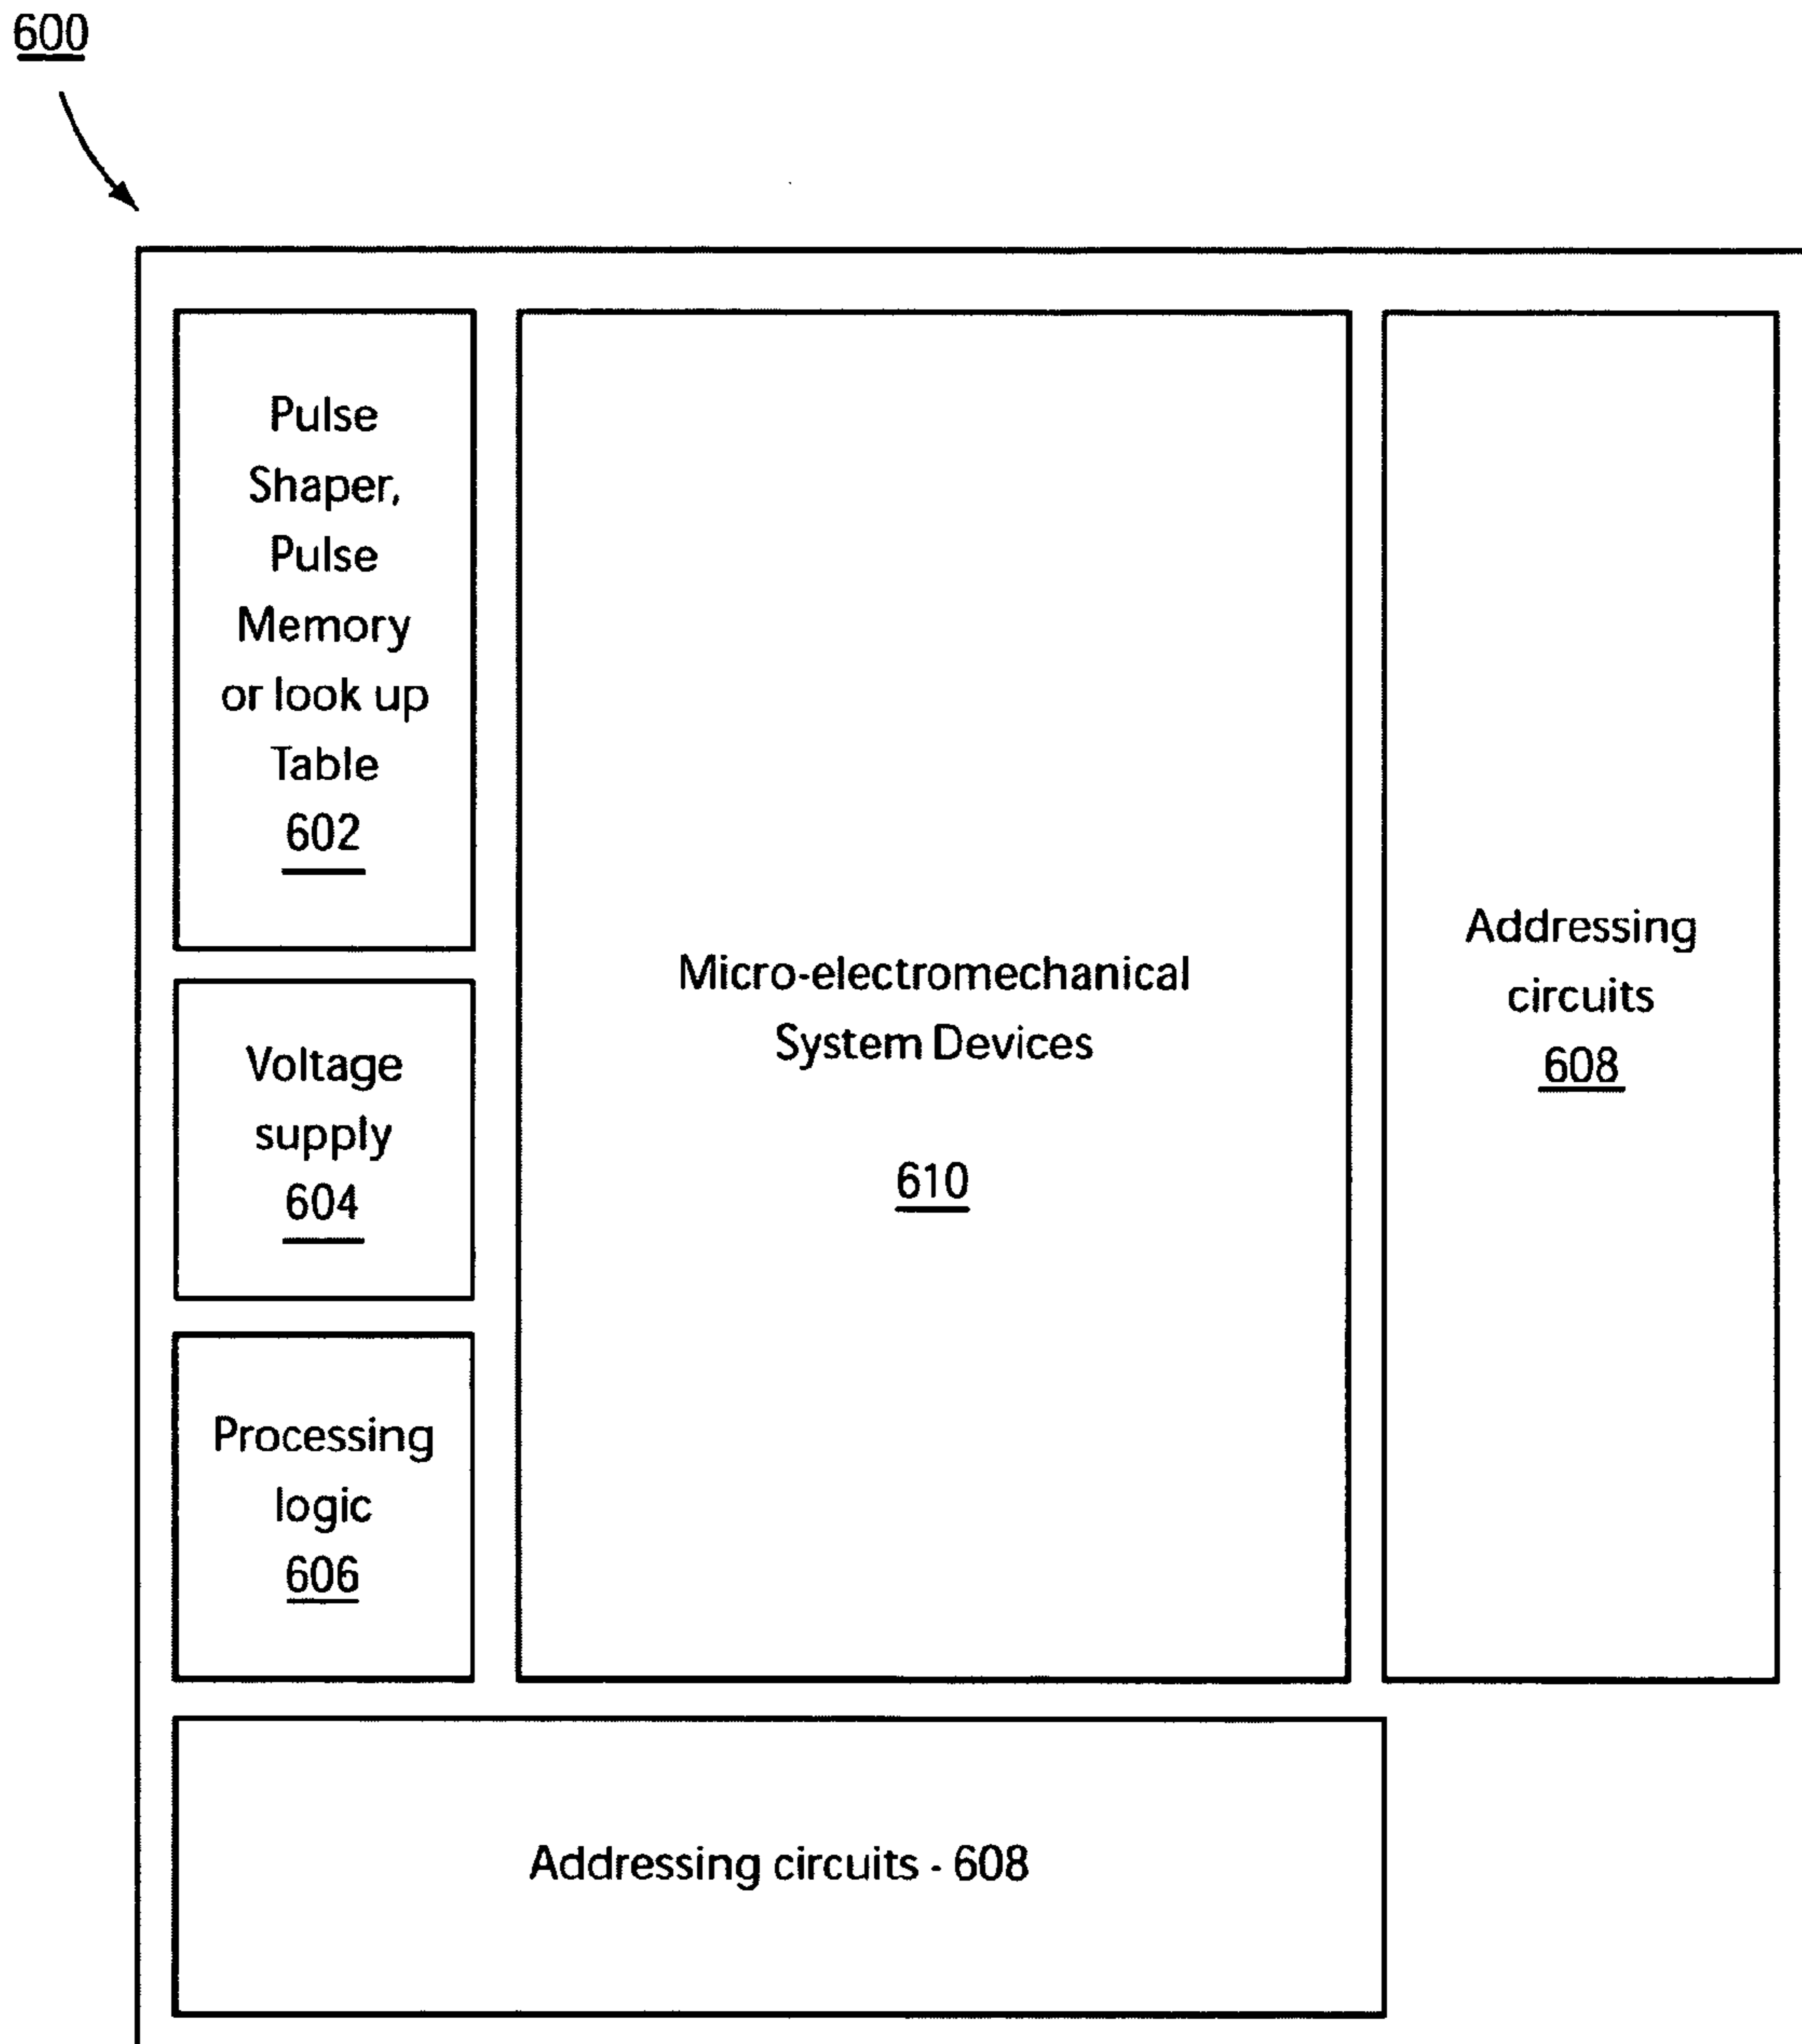 600
Pulse
Shaper,
Pulse
Memory
or look up
Table
602
Voltage
supply
604
Processing
logic
606
Micro-electromechanical
System Devices
610
Addressing
circuits
608
Addressing circuits - 608